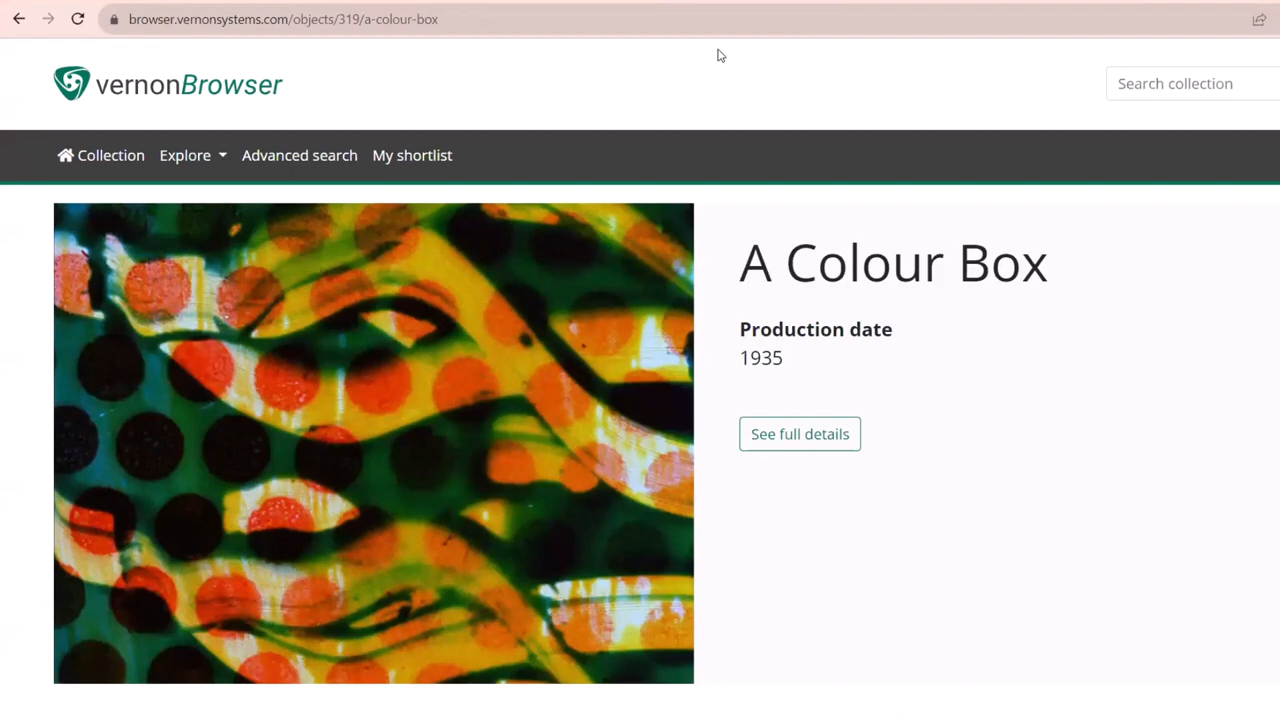 browser.vernonsystems.com/objects/319/a-colour-box
vernonBrowser
Search collection
Collection Explore Advanced search My shortlist
A Colour Box
Production date
1935
See full details